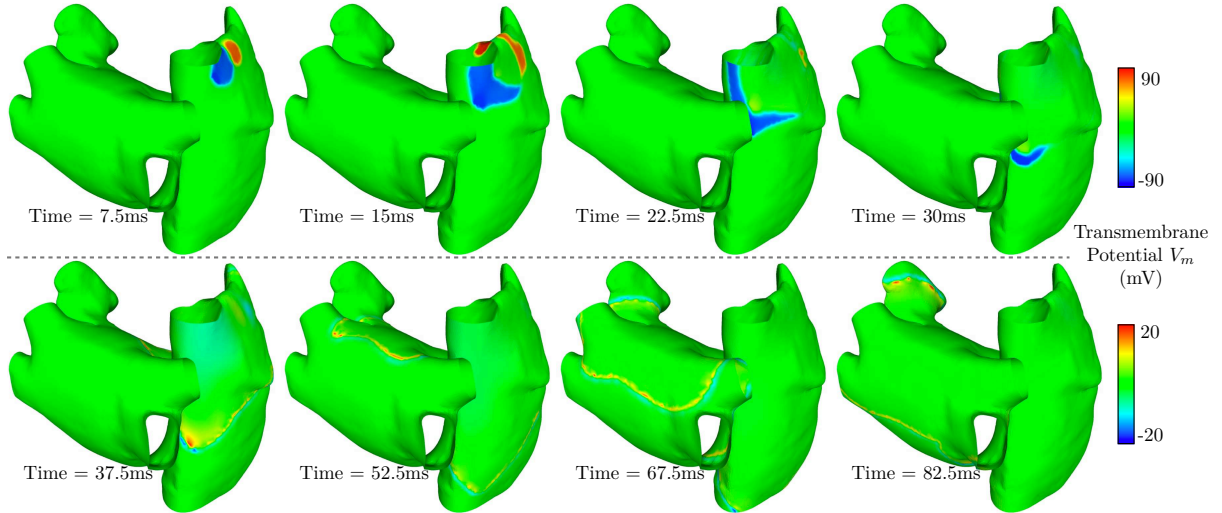 Time = 7.5ms
Time = 15ms
Time = 22.5ms
Time = 30ms
90
-90
Transmembrane
Potential V_m
(mV)
Time = 37.5ms
Time = 52.5ms
Time = 67.5ms
Time = 82.5ms
20
-20